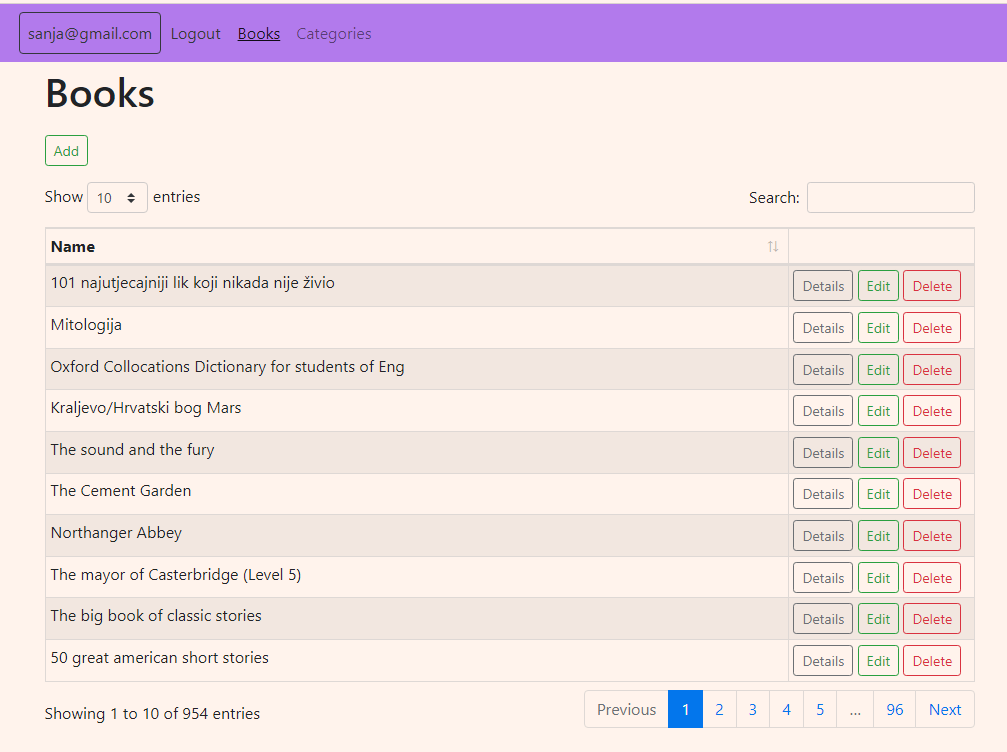 sanja@gmail.com Logout Books Categories
Books
Add
Show 10 entries Search:
Name
101 najutjecajniji lik koji nikada nije živio Details Edit Delete
Mitologija Details Edit Delete
Oxford Collocations Dictionary for students of Eng Details Edit Delete
Kraljevo/Hrvatski bog Mars Details Edit Delete
The sound and the fury Details Edit Delete
The Cement Garden Details Edit Delete
Northanger Abbey Details Edit Delete
The mayor of Casterbridge (Level 5) Details Edit Delete
The big book of classic stories Details Edit Delete
50 great american short stories Details Edit Delete
Showing 1 to 10 of 954 entries Previous 1 2 3 4 5 ... 96 Next